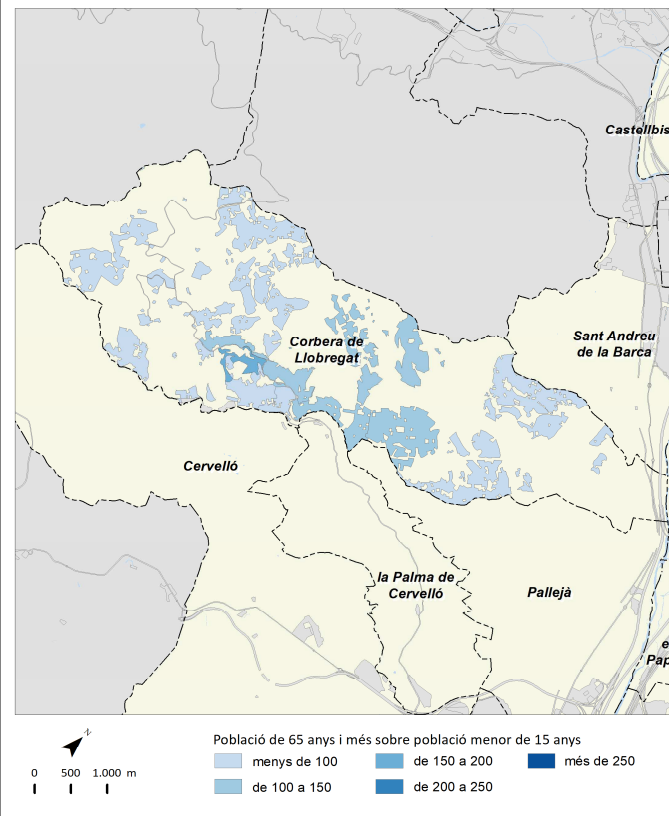 Castellbis
Corbera de
Llobregat
Sant Andreu
de la Barca
Cervelló
la Palma de
Cervelló
Pallejà
e
Pap
N
Població de 65 anys i més sobre població menor de 15 anys
menys de 100
de 150 a 200
més de 250
0 500 1.000 m
de 100 a 150
de 200 a 250